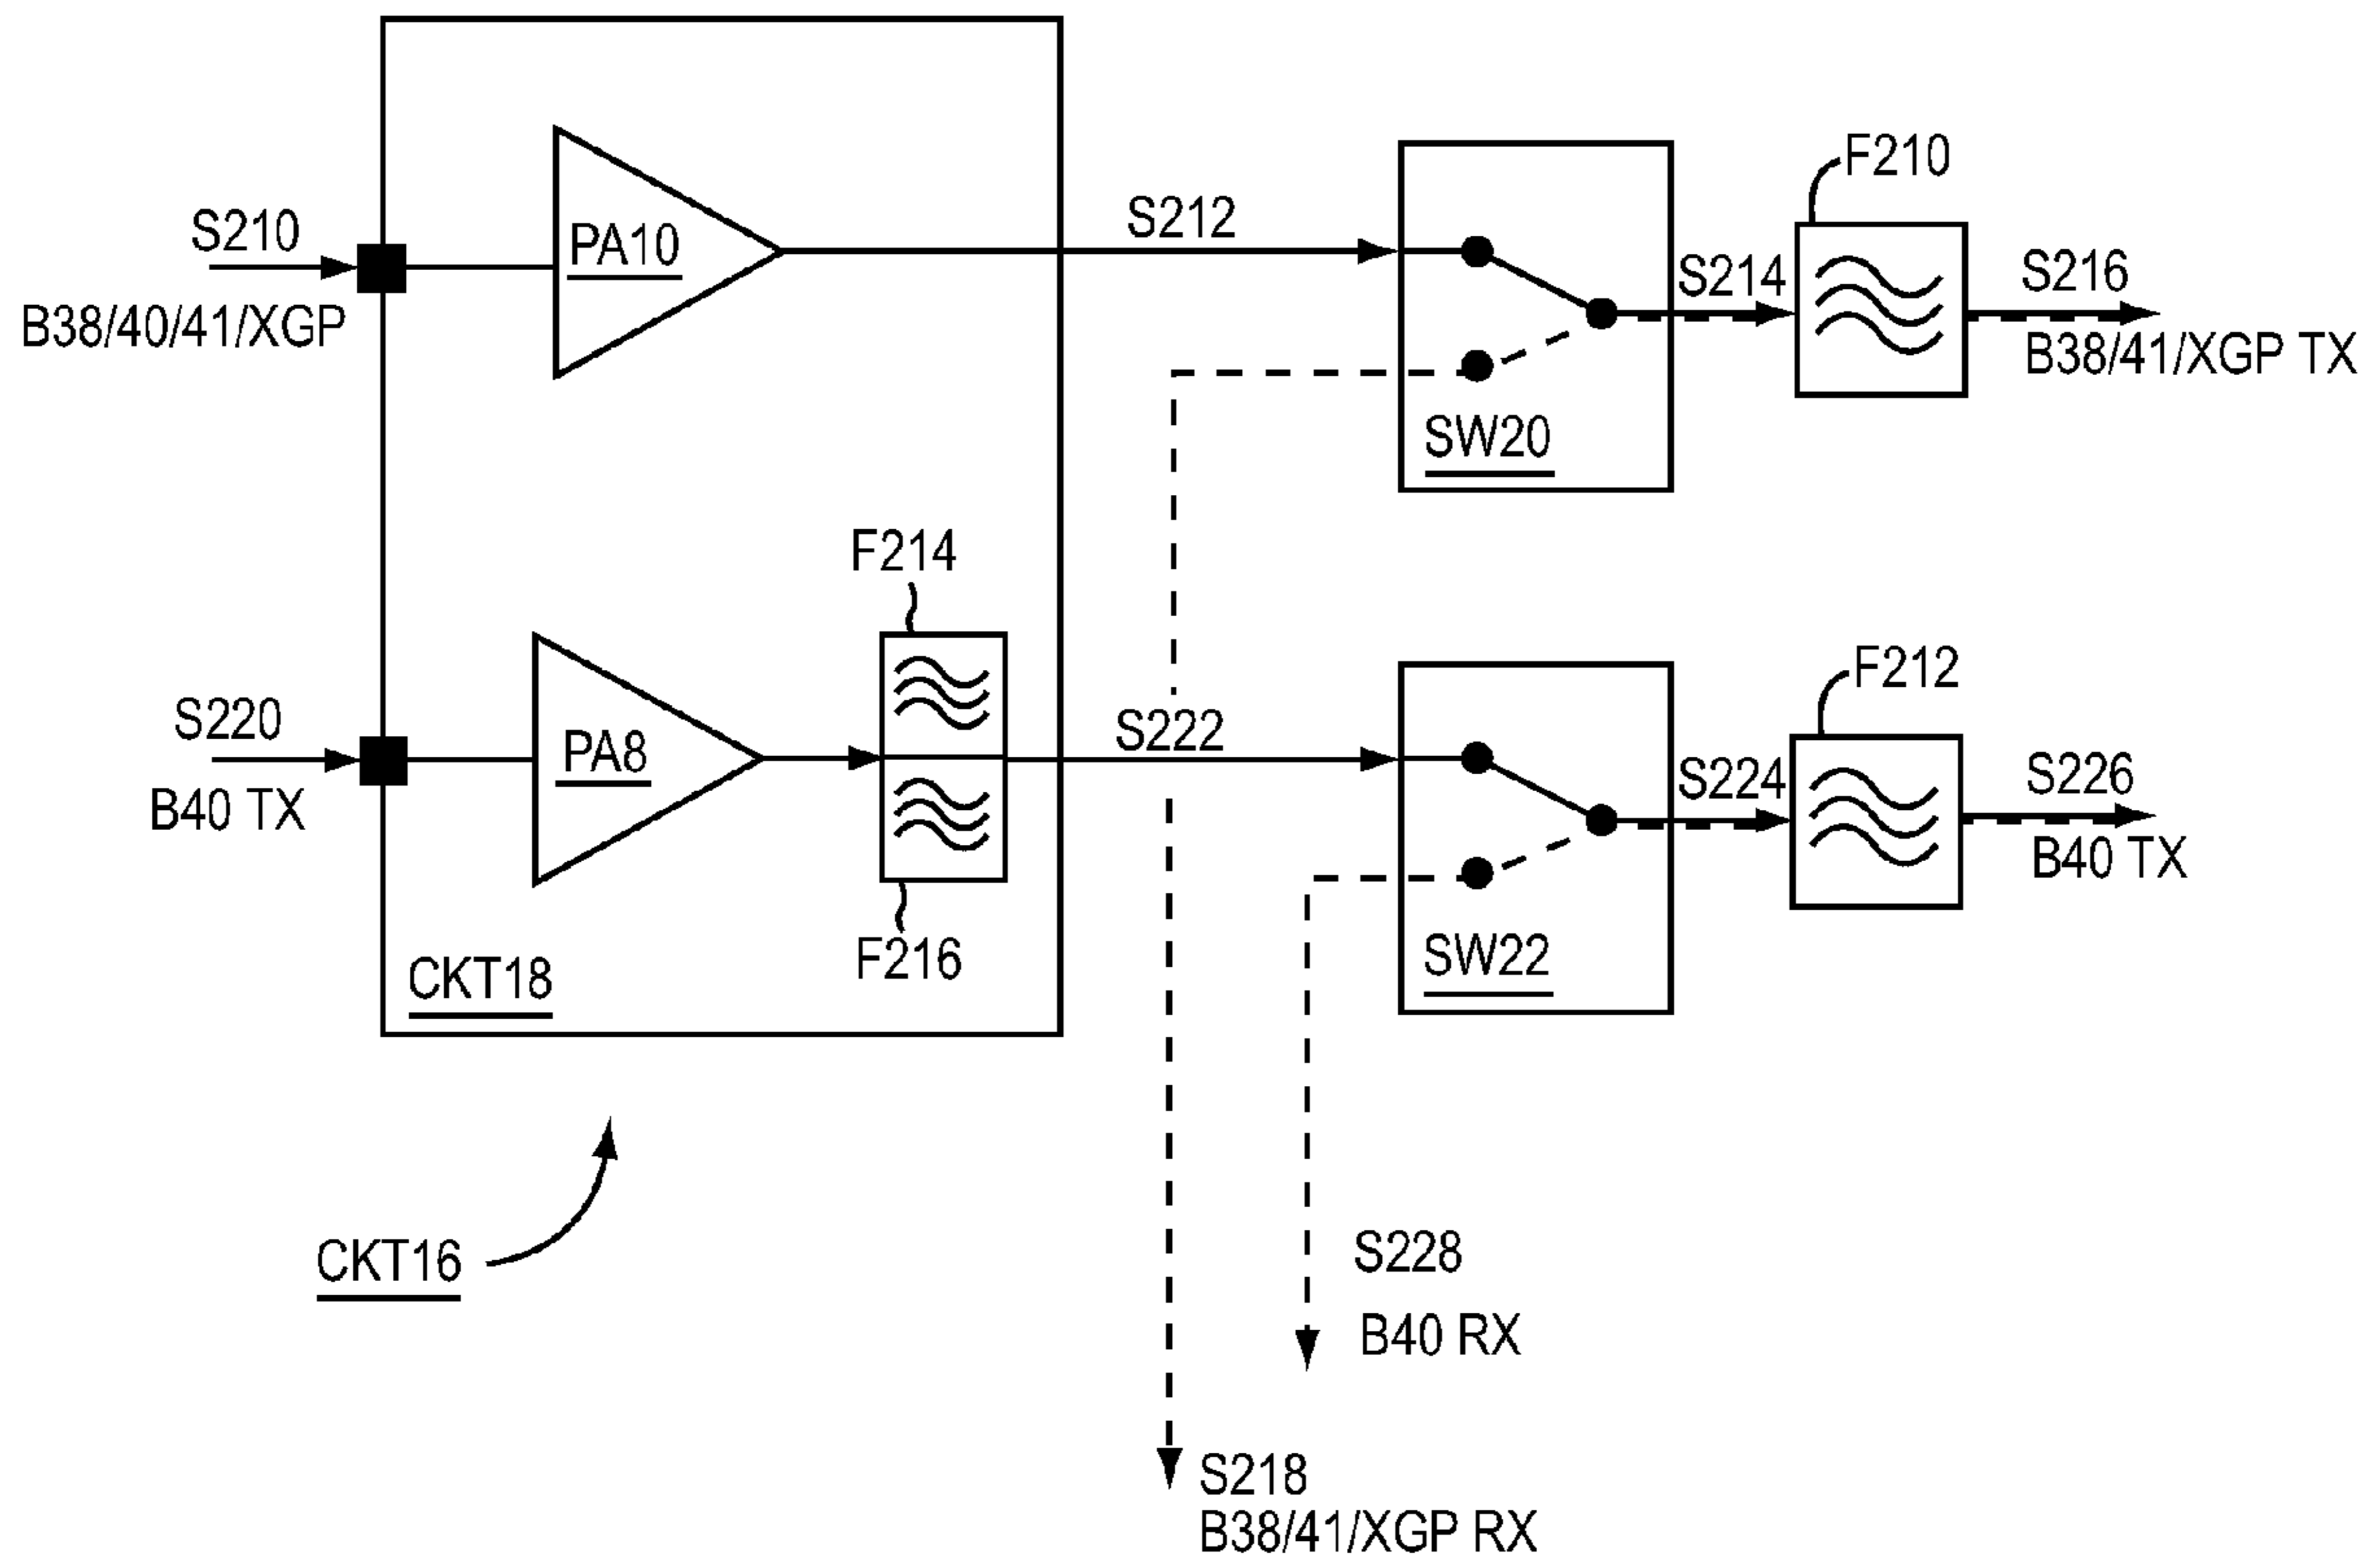 F210
S210
PA10
S212
S214
S216
B38/40/41/XGP
B38/41/XGP TX
SW20
F214
F212
S220
PA8
S222
S224
S226
B40 TX
B40 TX
F216
SW22
CKT18
CKT16
S228
B40 RX
S218
B38/41/XGP RX